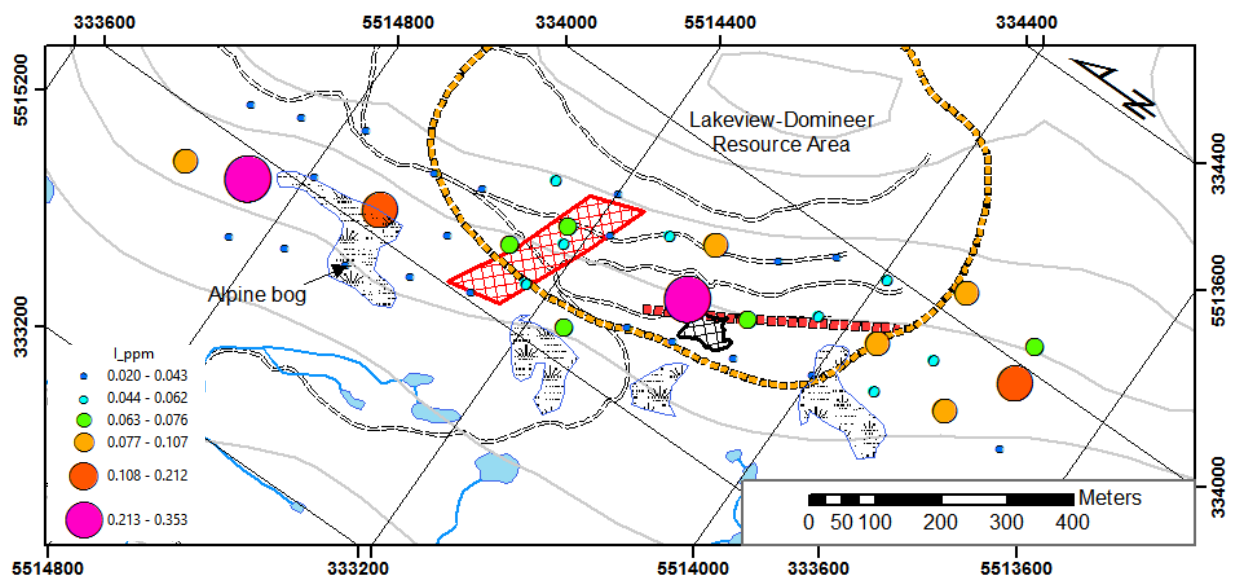 333600
5514800
334000
5514400
334400
5515200
333200
334400
5513600
334000
N
Lakeview-Domineer
Resource Area
Alpine bog
I_ppm
0.020 - 0.043
0.044 - 0.062
0.063 - 0.076
0.077 - 0.107
0.108 - 0.212
0.213 - 0.353
Meters
0 50 100 200 300 400
5514800
333200
5514000
333600
5513600